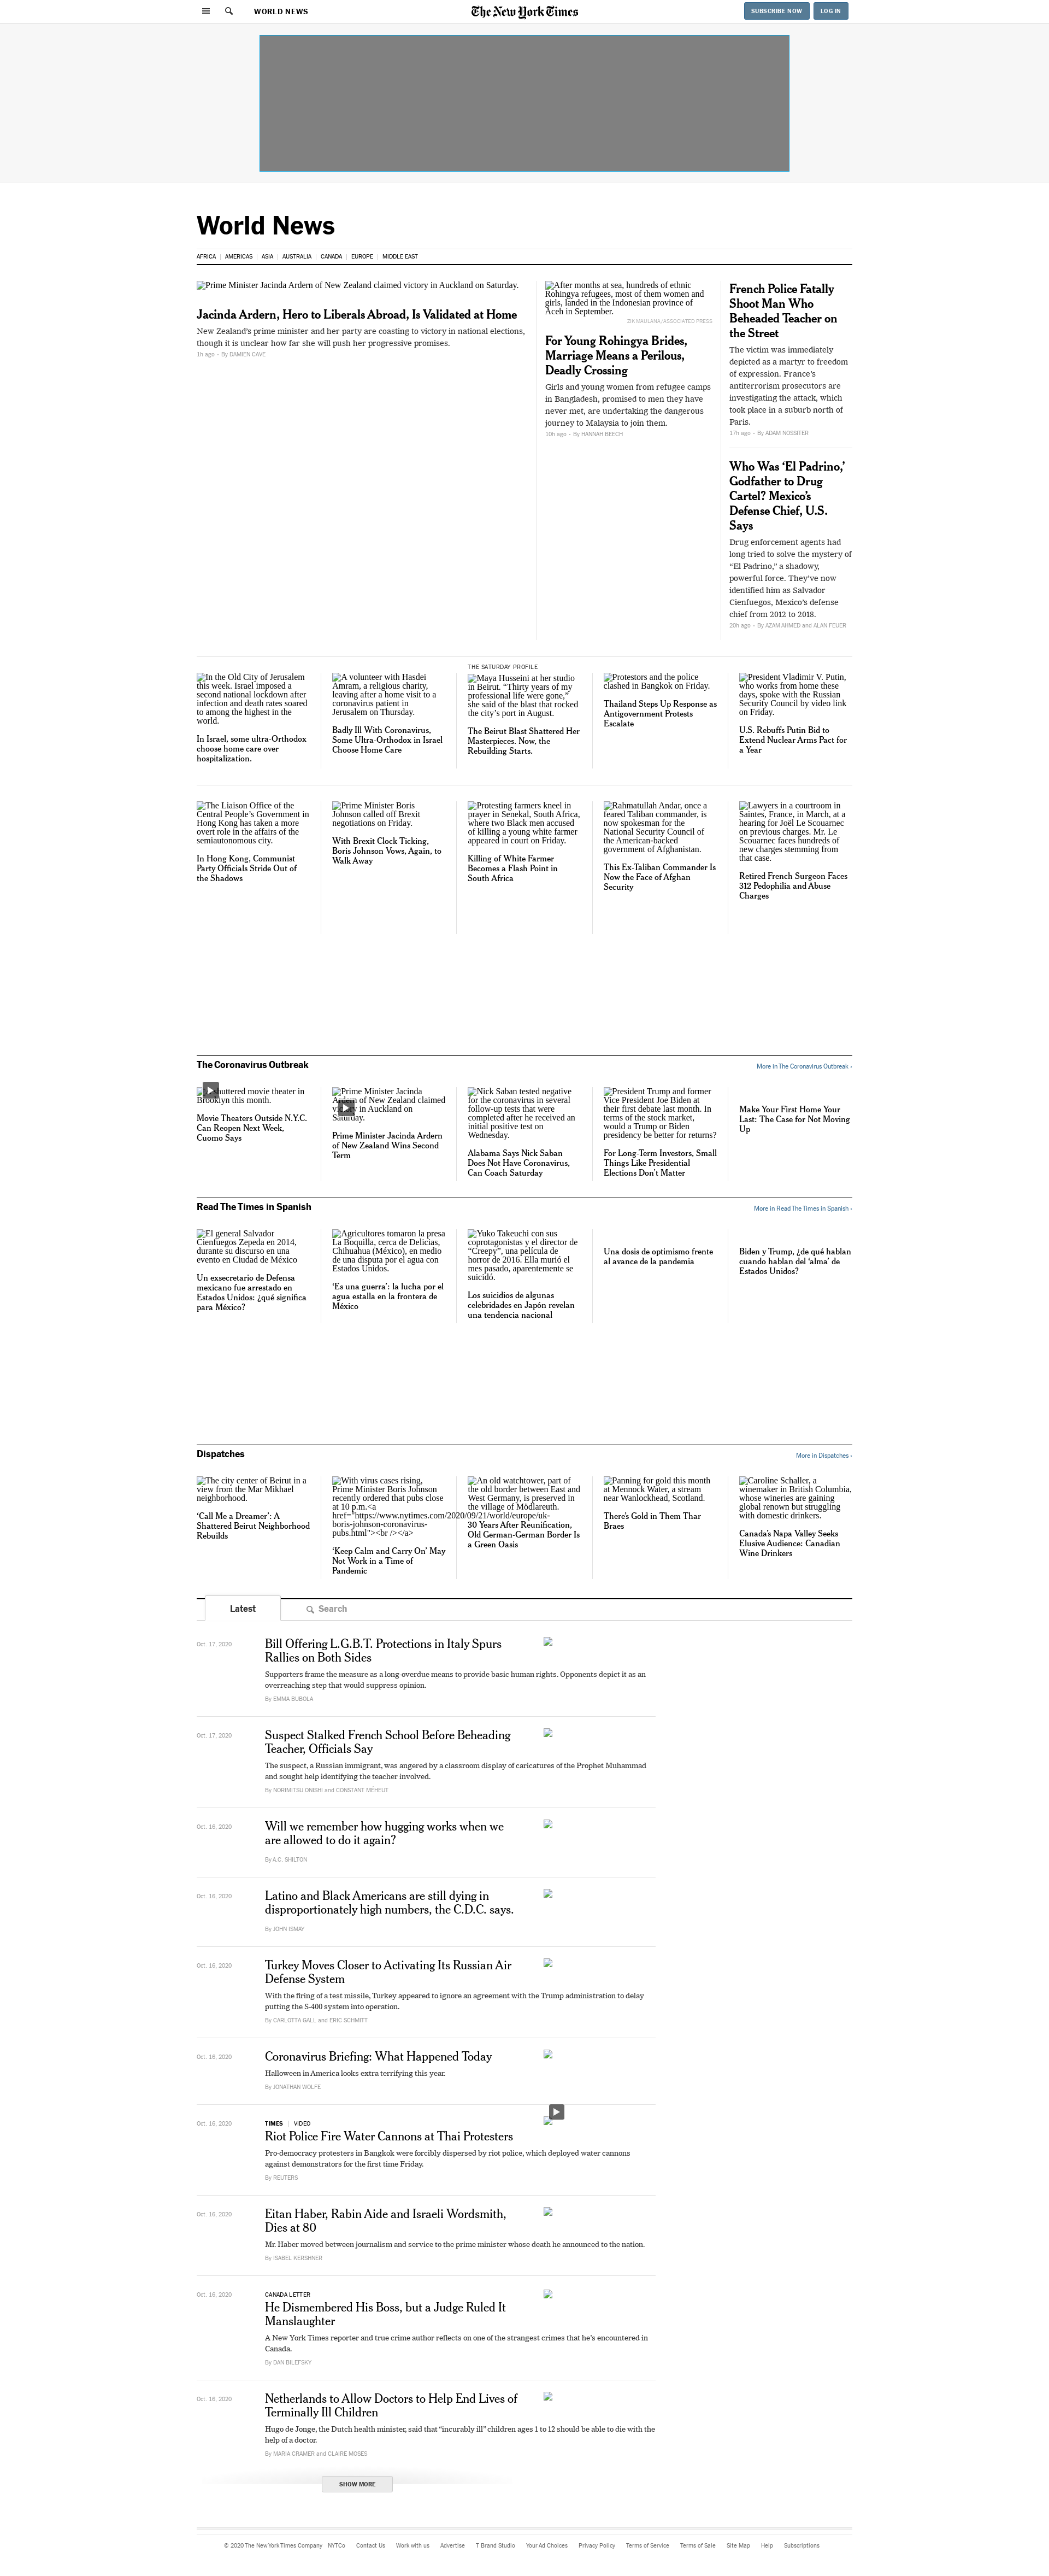 WORLD NEWS
The New York Times
SUBSCRIBE NOW
LOG IN
World News
AFRICA
AMERICAS
ASIA
AUSTRALIA
CANADA
EUROPE
MIDDLE EAST
Prime Minister Jacinda Ardern of New Zealand claimed victory in Auckland on Saturday.
Jacinda Ardern, Hero to Liberals Abroad, Is Validated at Home
New Zealand's prime minister and her party are coasting to victory in national elections,
though it is unclear how far she will push her progressive promises.
1h ago - By DAMIEN CAVE
After months at sea, hundreds of ethnic
Rohingya refugees, most of them women and
girls, landed in the Indonesian province of
Aceh in September.
ZIK MAULANA/ASSOCIATED PRESS
For Young Rohingya Brides,
Marriage Means a Perilous,
Deadly Crossing
Girls and young women from refugee camps
in Bangladesh, promised to men they have
never met, are undertaking the dangerous
journey to Malaysia to join them.
10h ago - By HANNAH BEECH
French Police Fatally
Shoot Man Who
Beheaded Teacher on
the Street
The victim was immediately
depicted as a martyr to freedom
of expression. France's
antiterrorism prosecutors are
investigating the attack, which
took place in a suburb north of
Paris.
17h ago - By ADAM NOSSITER
Who Was ‘El Padrino,’
Godfather to Drug
Cartel? Mexico’s
Defense Chief, U.S.
Says
Drug enforcement agents had
long tried to solve the mystery of
“El Padrino,” a shadowy,
powerful force. They’ve now
identified him as Salvador
Cienfuegos, Mexico’s defense
chief from 2012 to 2018.
20h ago - By AZAM AHMED and ALAN FEUER
In the Old City of Jerusalem
this week. Israel imposed a
second national lockdown after
infection and death rates soared
to among the highest in the
world.
In Israel, some ultra-Orthodox
choose home care over
hospitalization.
A volunteer with Hasdei
Amram, a religious charity,
leaving after a home visit to a
coronavirus patient in
Jerusalem on Thursday.
Badly Ill With Coronavirus,
Some Ultra-Orthodox in Israel
Choose Home Care
THE SATURDAY PROFILE
Maya Husseini at her studio
in Beirut. “Thirty years of my
professional life were gone,”
she said of the blast that rocked
the city’s port in August.
The Beirut Blast Shattered Her
Masterpieces. Now, the
Rebuilding Starts.
Protestors and the police
clashed in Bangkok on Friday.
Thailand Steps Up Response as
Antigovernment Protests
Escalate
President Vladimir V. Putin,
who works from home these
days, spoke with the Russian
Security Council by video link
on Friday.
U.S. Rebuffs Putin Bid to
Extend Nuclear Arms Pact for
a Year
The Liaison Office of the
Central People’s Government in
Hong Kong has taken a more
overt role in the affairs of the
semiautonomous city.
In Hong Kong, Communist
Party Officials Stride Out of
the Shadows
Prime Minister Boris
Johnson called off Brexit
negotiations on Friday.
With Brexit Clock Ticking,
Boris Johnson Vows, Again, to
Walk Away
Protesting farmers kneel in
prayer in Senekal, South Africa,
where two Black men accused
of killing a young white farmer
appeared in court on Friday.
Killing of White Farmer
Becomes a Flash Point in
South Africa
Rahmatullah Andar, once a
feared Taliban commander, is
now spokesman for the
National Security Council of
the American-backed
government of Afghanistan.
This Ex-Taliban Commander Is
Now the Face of Afghan
Security
Lawyers in a courtroom in
Saintes, France, in March, at a
hearing for Joël Le Scouarnec
on previous charges. Mr. Le
Scouarnec faces hundreds of
new charges stemming from
that case.
Retired French Surgeon Faces
312 Pedophilia and Abuse
Charges
The Coronavirus Outbreak
More in The Coronavirus Outbreak ›
shuttered movie theater in
Brooklyn this month.
Movie Theaters Outside N.Y.C.
Can Reopen Next Week,
Cuomo Says
Prime Minister Jacinda
of New Zealand claimed
in Auckland on
Saturday.
Prime Minister Jacinda Ardern
of New Zealand Wins Second
Term
Nick Saban tested negative
for the coronavirus in several
follow-up tests that were
completed after he received an
initial positive test on
Wednesday.
Alabama Says Nick Saban
Does Not Have Coronavirus,
Can Coach Saturday
President Trump and former
Vice President Joe Biden at
their first debate last month. In
terms of the stock market,
would a Trump or Biden
presidency be better for returns?
For Long-Term Investors, Small
Things Like Presidential
Elections Don’t Matter
Make Your First Home Your
Last: The Case for Not Moving
Up
Read The Times in Spanish
More in Read The Times in Spanish ›
El general Salvador
Cienfuegos Zepeda en 2014,
durante su discurso en una
evento en Ciudad de México
Un exsecretario de Defensa
mexicano fue arrestado en
Estados Unidos: ¿qué significa
para México?
Agricultores tomaron la presa
La Boquilla, cerca de Delicias,
Chihuahua (México), en medio
de una disputa por el agua con
Estados Unidos.
‘Es una guerra’: la lucha por el
agua estalla en la frontera de
México
Yuko Takeuchi con sus
coprotagonistas y el director de
“Creepy”, una película de
horror de 2016. Ella murió el
mes pasado, aparentemente se
suicidó.
Los suicidios de algunas
celebridades en Japón revelan
una tendencia nacional
Una dosis de optimismo frente
al avance de la pandemia
Biden y Trump, ¿de qué hablan
cuando hablan del ‘alma’ de
Estados Unidos?
Dispatches
More in Dispatches ›
The city center of Beirut in a
view from the Mar Mikhael
neighborhood.
‘Call Me a Dreamer’: A
Shattered Beirut Neighborhood
Rebuilds
With virus cases rising,
Prime Minister Boris Johnson
recently ordered that pubs close
at 10 p.m.<a
href="https://www.nytimes.com/2020/09/21/world/europe/uk-
boris-johnson-coronavirus-
pubs.html"><br /></a>
‘Keep Calm and Carry On’ May
Not Work in a Time of
Pandemic
An old watchtower, part of
the old border between East and
West Germany, is preserved in
the village of Mödlareuth.
30 Years After Reunification,
Old German-German Border Is
a Green Oasis
Panning for gold this month
at Mennock Water, a stream
near Wanlockhead, Scotland.
There’s Gold in Them Thar
Braes
Caroline Schaller, a
winemaker in British Columbia,
whose wineries are gaining
global renown but struggling
with domestic drinkers.
Canada’s Napa Valley Seeks
Elusive Audience: Canadian
Wine Drinkers
Latest
Search
Oct. 17, 2020
Bill Offering L.G.B.T. Protections in Italy Spurs
Rallies on Both Sides
Supporters frame the measure as a long-overdue means to provide basic human rights. Opponents depict it as an
overreaching step that would suppress opinion.
By EMMA BUBOLA
Oct. 17, 2020
Suspect Stalked French School Before Beheading
Teacher, Officials Say
The suspect, a Russian immigrant, was angered by a classroom display of caricatures of the Prophet Muhammad
and sought help identifying the teacher involved.
By NORIMITSU ONISHI and CONSTANT MÉHEUT
Oct. 16, 2020
Will we remember how hugging works when we
are allowed to do it again?
By A.C. SHILTON
Oct. 16, 2020
Latino and Black Americans are still dying in
disproportionately high numbers, the C.D.C. says.
By JOHN ISMAY
Oct. 16, 2020
Turkey Moves Closer to Activating Its Russian Air
Defense System
With the firing of a test missile, Turkey appeared to ignore an agreement with the Trump administration to delay
putting the S-400 system into operation.
By CARLOTTA GALL and ERIC SCHMITT
Oct. 16, 2020
Coronavirus Briefing: What Happened Today
Halloween in America looks extra terrifying this year.
By JONATHAN WOLFE
Oct. 16, 2020
TIMES | VIDEO
Riot Police Fire Water Cannons at Thai Protesters
Pro-democracy protesters in Bangkok were forcibly dispersed by riot police, which deployed water cannons
against demonstrators for the first time Friday.
By REUTERS
Oct. 16, 2020
Eitan Haber, Rabin Aide and Israeli Wordsmith,
Dies at 80
Mr. Haber moved between journalism and service to the prime minister whose death he announced to the nation.
By ISABEL KERSHNER
Oct. 16, 2020
CANADA LETTER
He Dismembered His Boss, but a Judge Ruled It
Manslaughter
A New York Times reporter and true crime author reflects on one of the strangest crimes that he’s encountered in
Canada.
By DAN BILEFSKY
Oct. 16, 2020
Netherlands to Allow Doctors to Help End Lives of
Terminally Ill Children
Hugo de Jonge, the Dutch health minister, said that “incurably ill” children ages 1 to 12 should be able to die with the
help of a doctor.
By MARIA CRAMER and CLAIRE MOSES
SHOW MORE
© 2020 The New York Times Company
NYTCo
Contact Us
Work with us
Advertise
T Brand Studio
Your Ad Choices
Privacy Policy
Terms of Service
Terms of Sale
Site Map
Help
Subscriptions